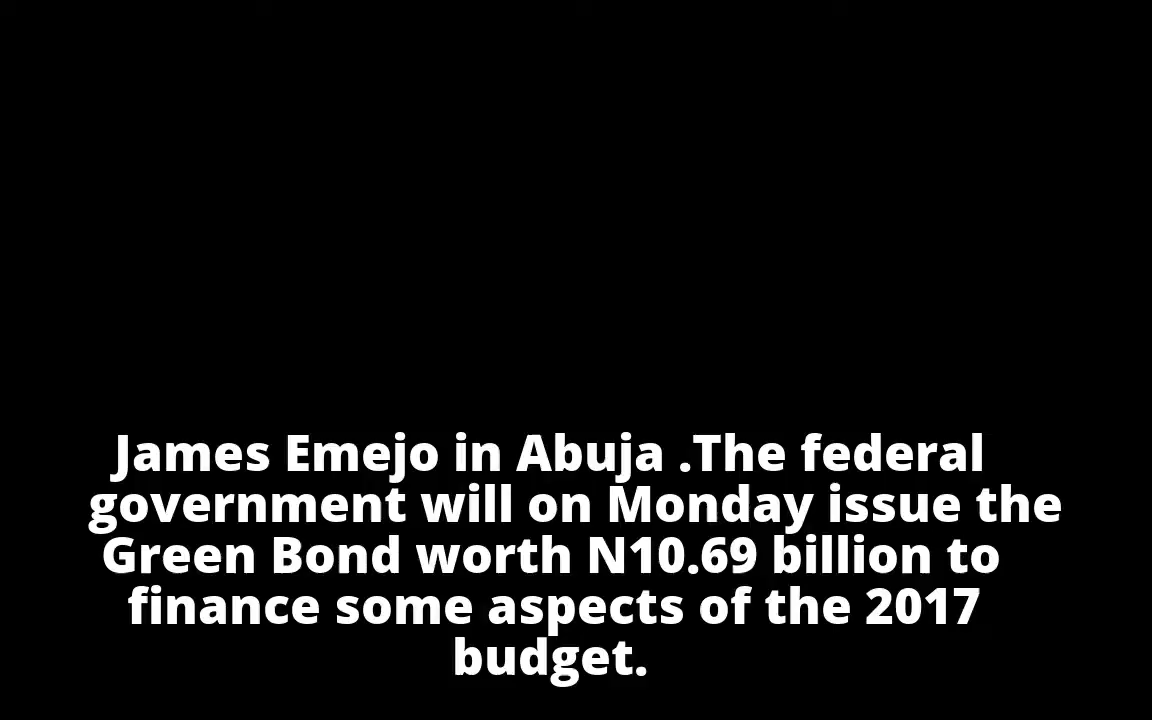 James Emejo in Abuja .The federal
government will on Monday issue the
Green Bond worth N10.69 billion to
finance some aspects of the 2017
budget.